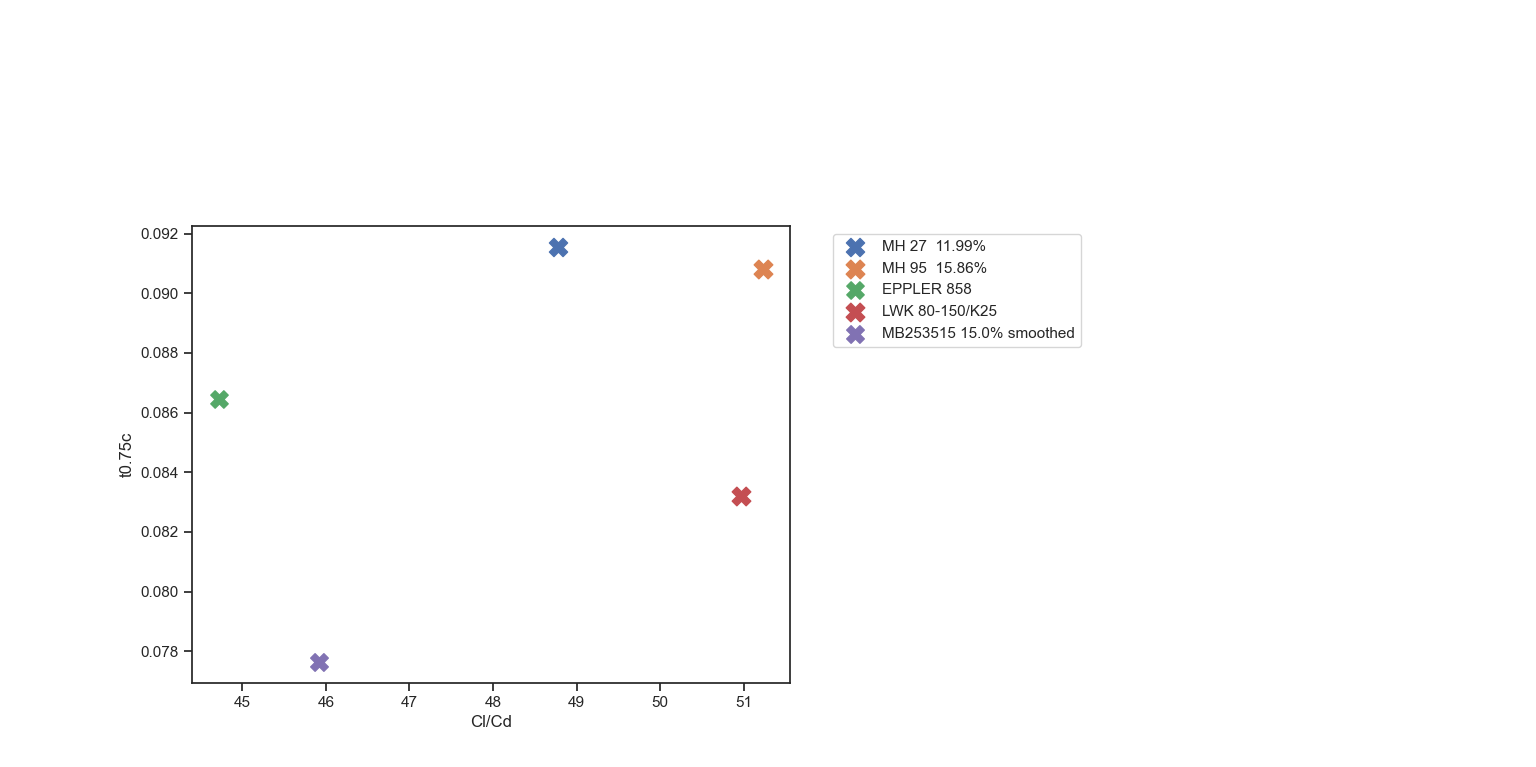 0.092
0.090
0.088
0.086
0.084
0.082
0.080
0.078
t0.75c
45 46 47 48 49 50 51
Cl/Cd
MH 27  11.99%
MH 95  15.86%
EPPLER 858
LWK 80-150/K25
MB253515 15.0% smoothed